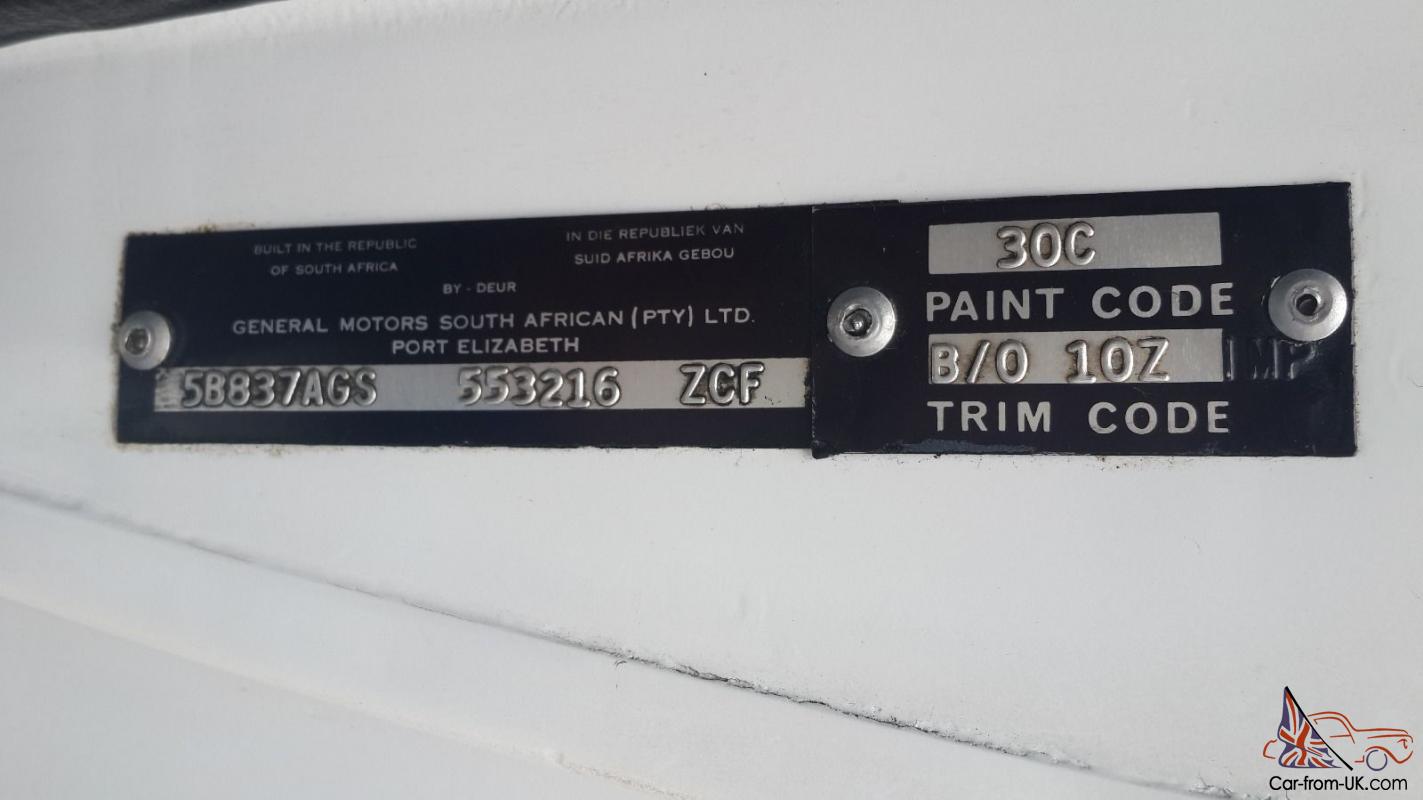 BUILT IN THE REPUBLIC
OF SOUTH AFRICA
IN DIE REPUBLIEK VAN
SUID AFRIKA GEBOU
BY - DEUR
GENERAL MOTORS SOUTH AFRICAN (PTY) LTD.
PORT ELIZABETH
5B837AGS 553216 ZCF
30C
PAINT CODE
B/O 10Z IMP
TRIM CODE
Car-from-UK.com